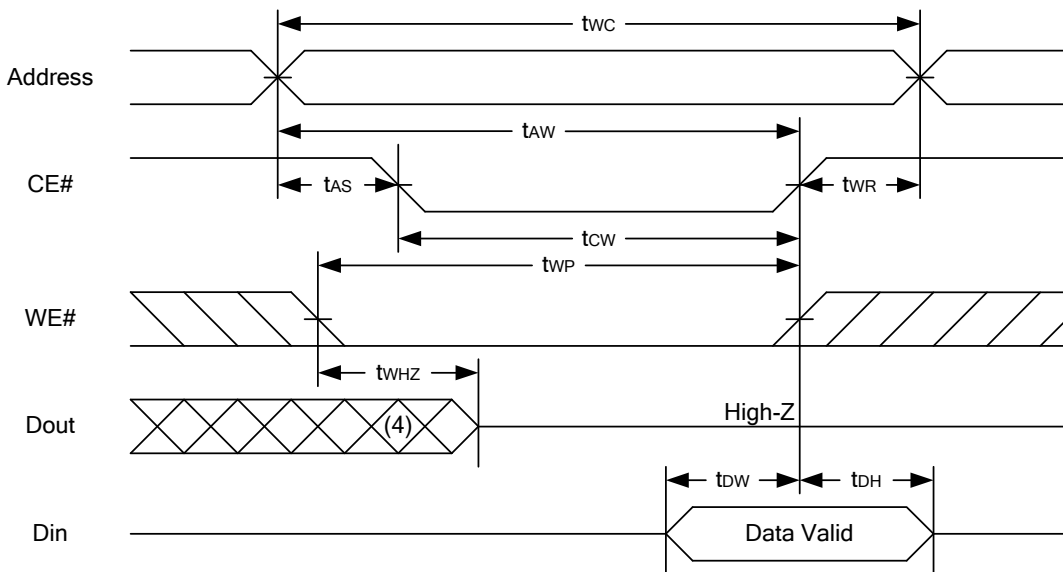 tWC
Address
tAW
CE#
tAS
tWR
tCW
tWP
WE#
tWHZ
Dout
(4)
High-Z
tDW
tDH
Din
Data Valid